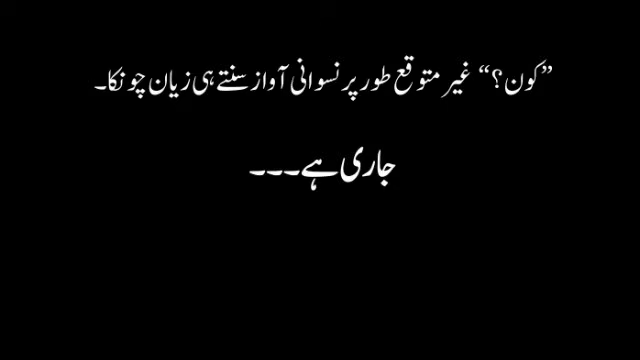 ”کون؟“ غیر متوقع طور پر نسوانی آواز سنتے ہی زیان چونکا۔
جاری ہے۔۔۔